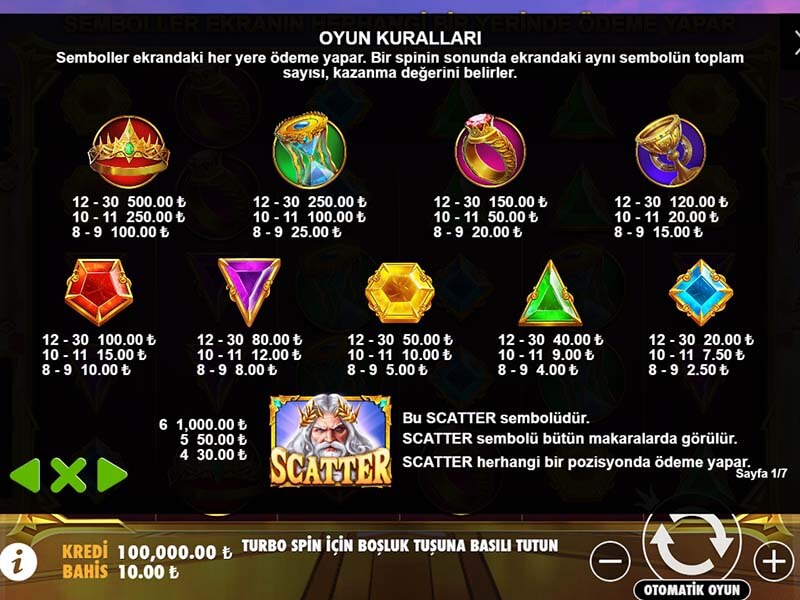 SEMBOLLER EKRANIN HERHANGİ BİR YERİNDE ÖDEME YAPAR
OYUN KURALLARI
Semboller ekrandaki her yere ödeme yapar. Bir spinin sonunda ekrandaki aynı sembolün toplam
sayısı, kazanma değerini belirler.
12 - 30 500.00 ₺
10 - 11 250.00 ₺
8 - 9 100.00 ₺
12 - 30 250.00 ₺
10 - 11 100.00 ₺
8 - 9 25.00 ₺
12 - 30 150.00 ₺
10 - 11 50.00 ₺
8 - 9 20.00 ₺
12 - 30 120.00 ₺
10 - 11 20.00 ₺
8 - 9 15.00 ₺
12 - 30 100.00 ₺
10 - 11 15.00 ₺
8 - 9 10.00 ₺
12 - 30 80.00 ₺
10 - 11 12.00 ₺
8 - 9 8.00 ₺
12 - 30 50.00 ₺
10 - 11 10.00 ₺
8 - 9 5.00 ₺
12 - 30 40.00 ₺
10 - 11 9.00 ₺
8 - 9 4.00 ₺
12 - 30 20.00 ₺
10 - 11 7.50 ₺
8 - 9 2.50 ₺
6 1,000.00 ₺
5 50.00 ₺
4 30.00 ₺
SCATTER
Bu SCATTER sembolüdür.
SCATTER sembolü bütün makaralarda görülür.
SCATTER herhangi bir pozisyonda ödeme yapar.
Sayfa 1/7
KREDİ 100,000.00 ₺
BAHİS 10.00 ₺
TURBO SPIN İÇİN BOŞLUK TUŞUNA BASILI TUTUN
OTOMATİK OYUN